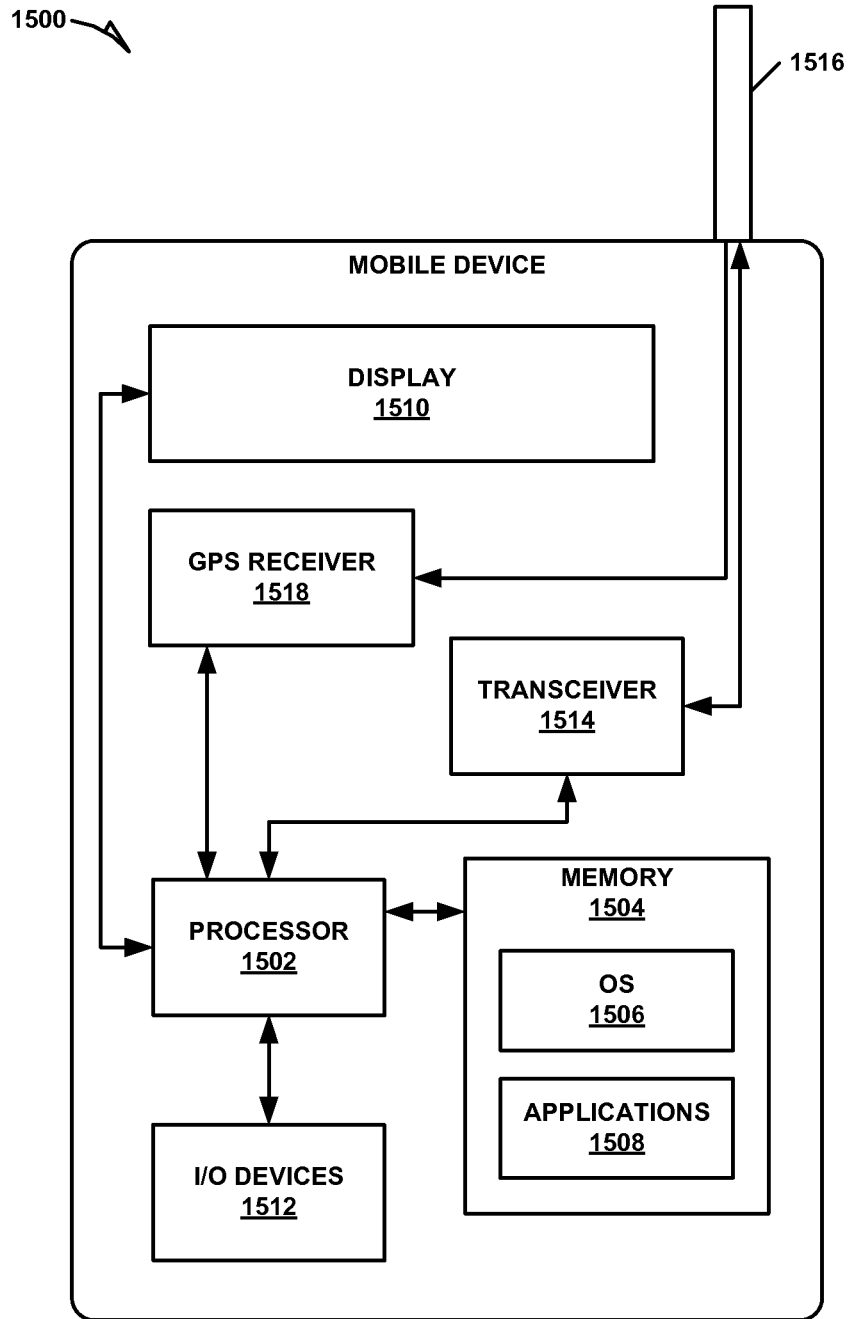 1500
1516
MOBILE DEVICE
DISPLAY
1510
GPS RECEIVER
1518
TRANSCEIVER
1514
MEMORY
1504
PROCESSOR
1502
OS
1506
APPLICATIONS
1508
I/O DEVICES
1512